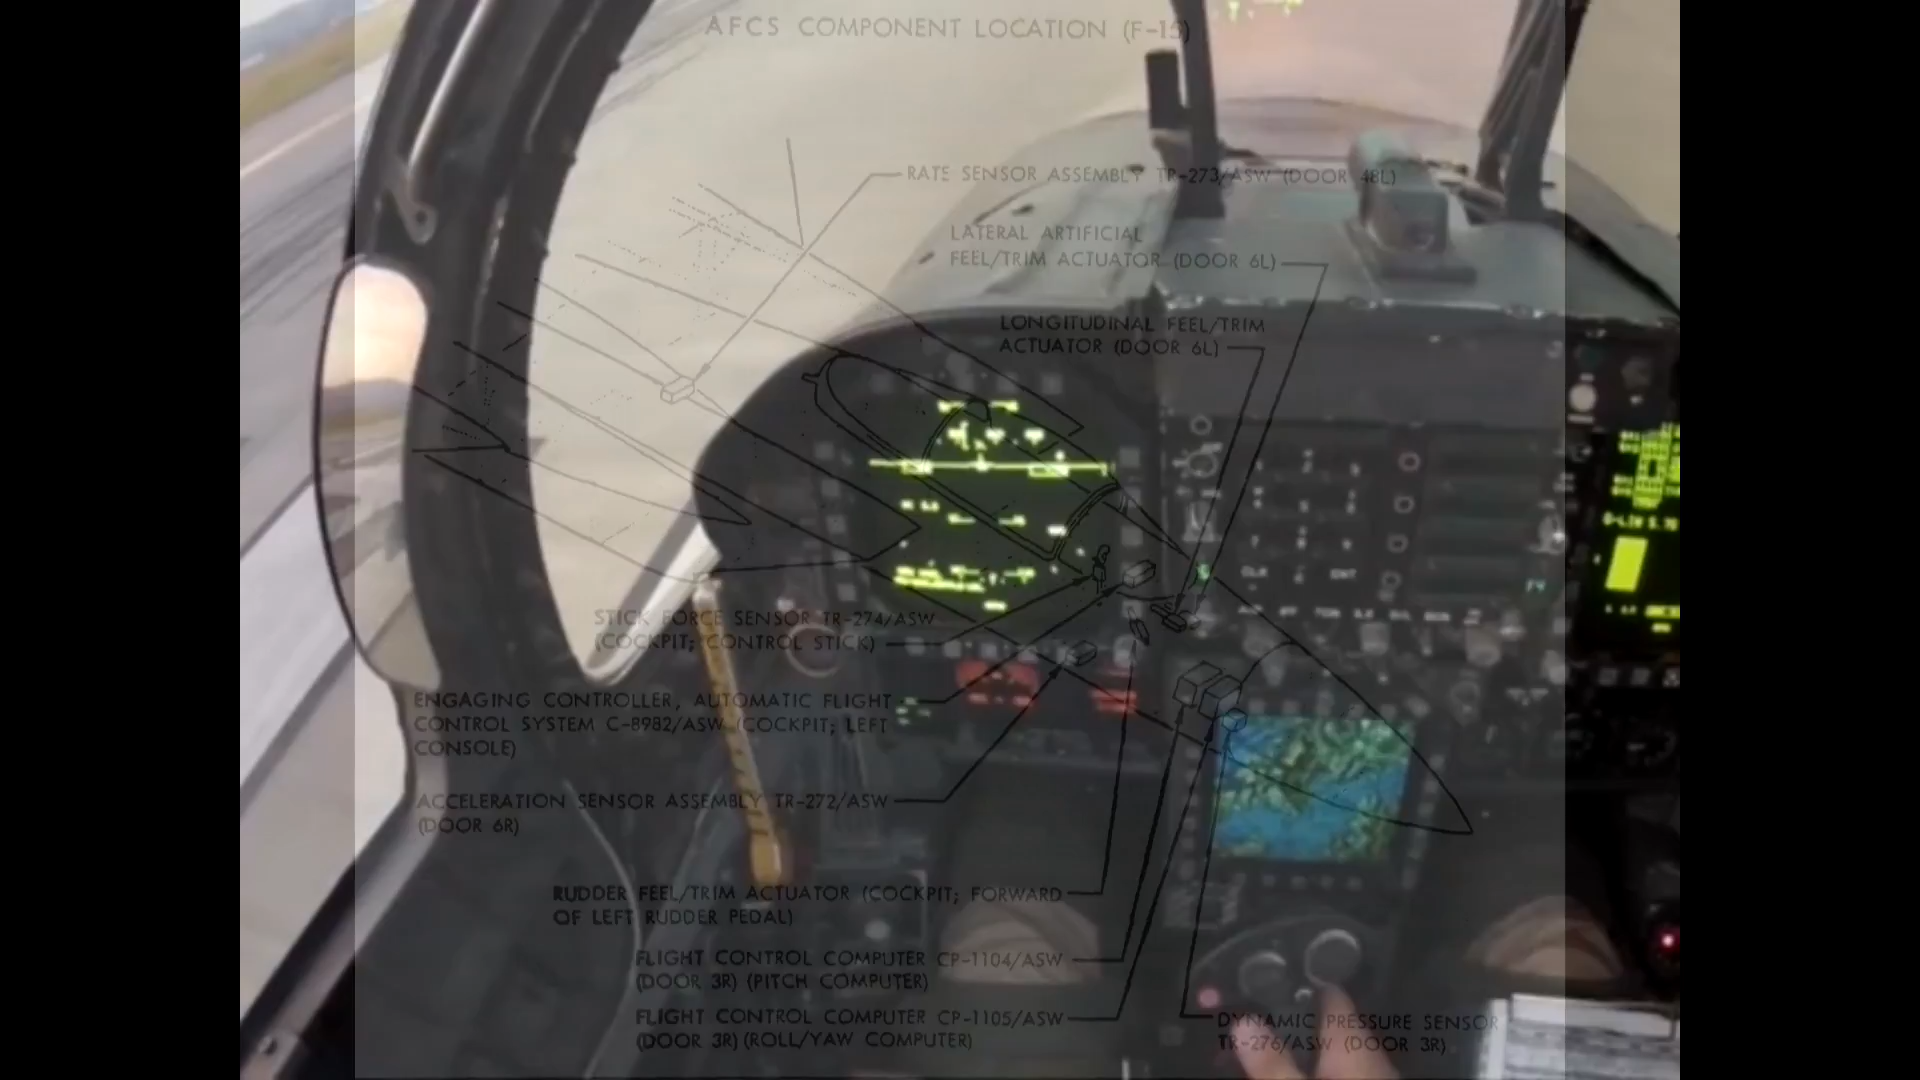 AFCS COMPONENT LOCATION (F-15)
RATE SENSOR ASSEMBLY TR-273/ASW (DOOR 48L)
LATERAL ARTIFICIAL
FEEL/TRIM ACTUATOR (DOOR 6L)
LONGITUDINAL FEEL/TRIM
ACTUATOR (DOOR 6L)
STICK FORCE SENSOR TR-274/ASW
(COCKPIT; CONTROL STICK)
ENGAGING CONTROLLER, AUTOMATIC FLIGHT
CONTROL SYSTEM C-8982/ASW (COCKPIT; LEFT
CONSOLE)
ACCELERATION SENSOR ASSEMBLY TR-272/ASW
(DOOR 6R)
RUDDER FEEL/TRIM ACTUATOR (COCKPIT; FORWARD
OF LEFT RUDDER PEDAL)
FLIGHT CONTROL COMPUTER CP-1104/ASW
(DOOR 3R) (PITCH COMPUTER)
FLIGHT CONTROL COMPUTER CP-1105/ASW
(DOOR 3R) (ROLL/YAW COMPUTER)
DYNAMIC PRESSURE SENSOR
TR-276/ASW (DOOR 3R)
CLR
ENT